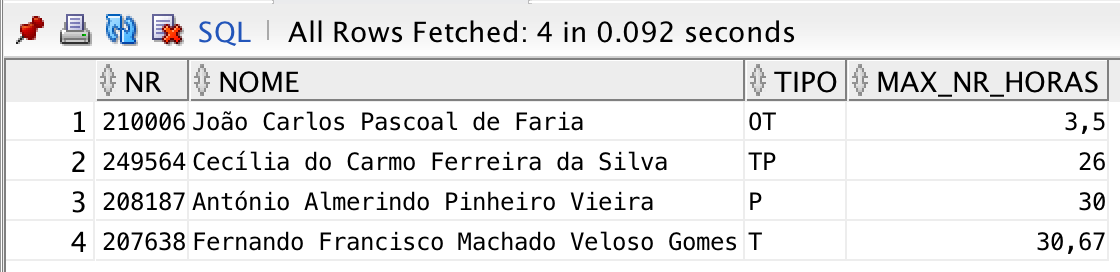 SQL | All Rows Fetched: 4 in 0.092 seconds
NR NOME TIPO MAX_NR_HORAS
1 210006 João Carlos Pascoal de Faria OT 3,5
2 249564 Cecília do Carmo Ferreira da Silva TP 26
3 208187 António Almerindo Pinheiro Vieira P 30
4 207638 Fernando Francisco Machado Veloso Gomes T 30,67